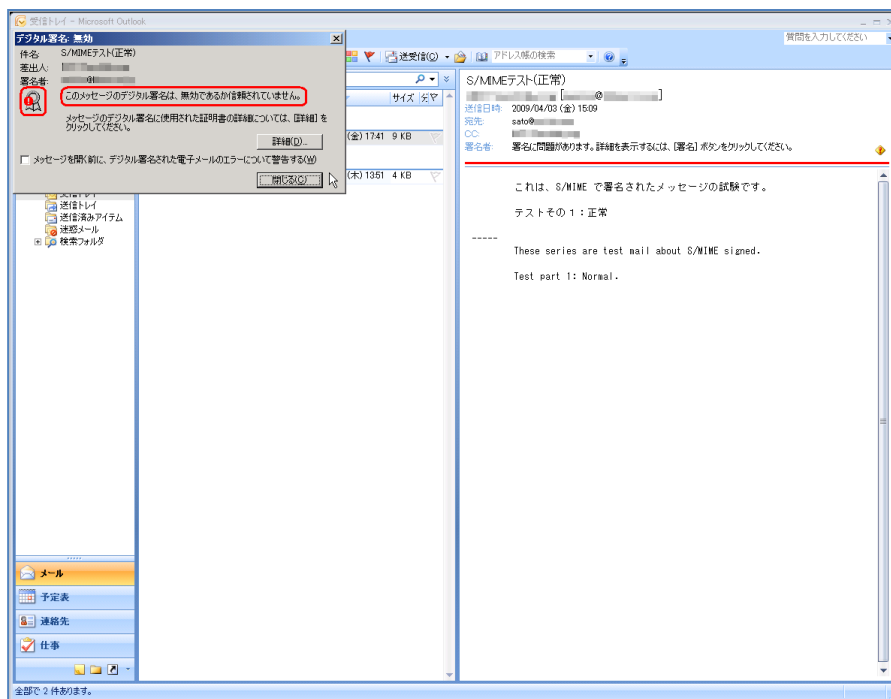 受信トレイ - Microsoft Outlook
質問を入力してください
デジタル署名: 無効
件名: S/MIMEテスト(正常)
差出人:
署名者: @
このメッセージのデジタル署名は、無効であるか信頼されていません。
メッセージのデジタル署名に使用された証明書の詳細については、[詳細] を
クリックしてください。
詳細(D)...
メッセージを開く前に、デジタル署名された電子メールのエラーについて警告する(W)
閉じる(C)
送受信(O)
アドレス帳の検索
サイズ
(金) 17:41 9 KB
(木) 13:51 4 KB
送信トレイ
送信済みアイテム
迷惑メール
検索フォルダ
S/MIMEテスト(正常)
[ @ ]
送信日時: 2009/04/03 (金) 15:09
宛先: sato@
CC:
署名者: 署名に問題があります。詳細を表示するには、[署名] ボタンをクリックしてください。
これは、S/MIME で署名されたメッセージの試験です。
テストその1:正常
-----
These series are test mail about S/MIME signed.
Test part 1: Normal.
メール
予定表
連絡先
仕事
全部で 2 件あります。